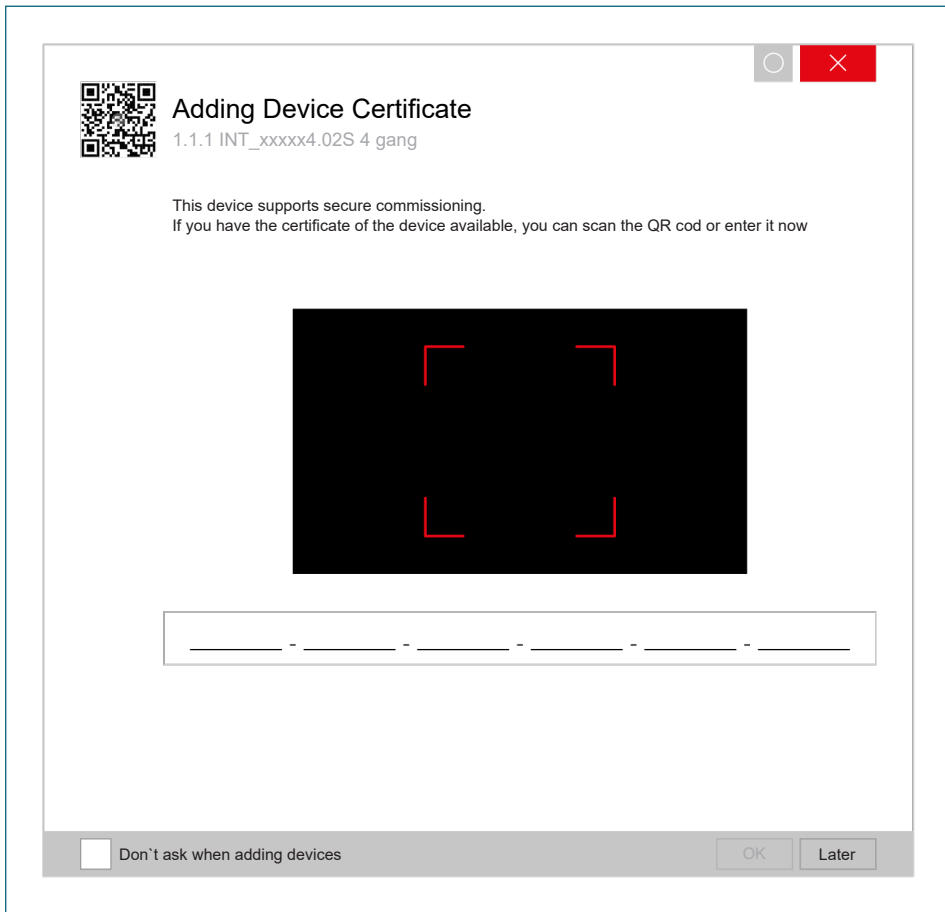 Adding Device Certificate
1.1.1 INT_xxxxx4.02S 4 gang
This device supports secure commissioning.
If you have the certificate of the device available, you can scan the QR cod or enter it now
_ - _ - _ - _ - _ - _
Don`t ask when adding devices
OK
Later